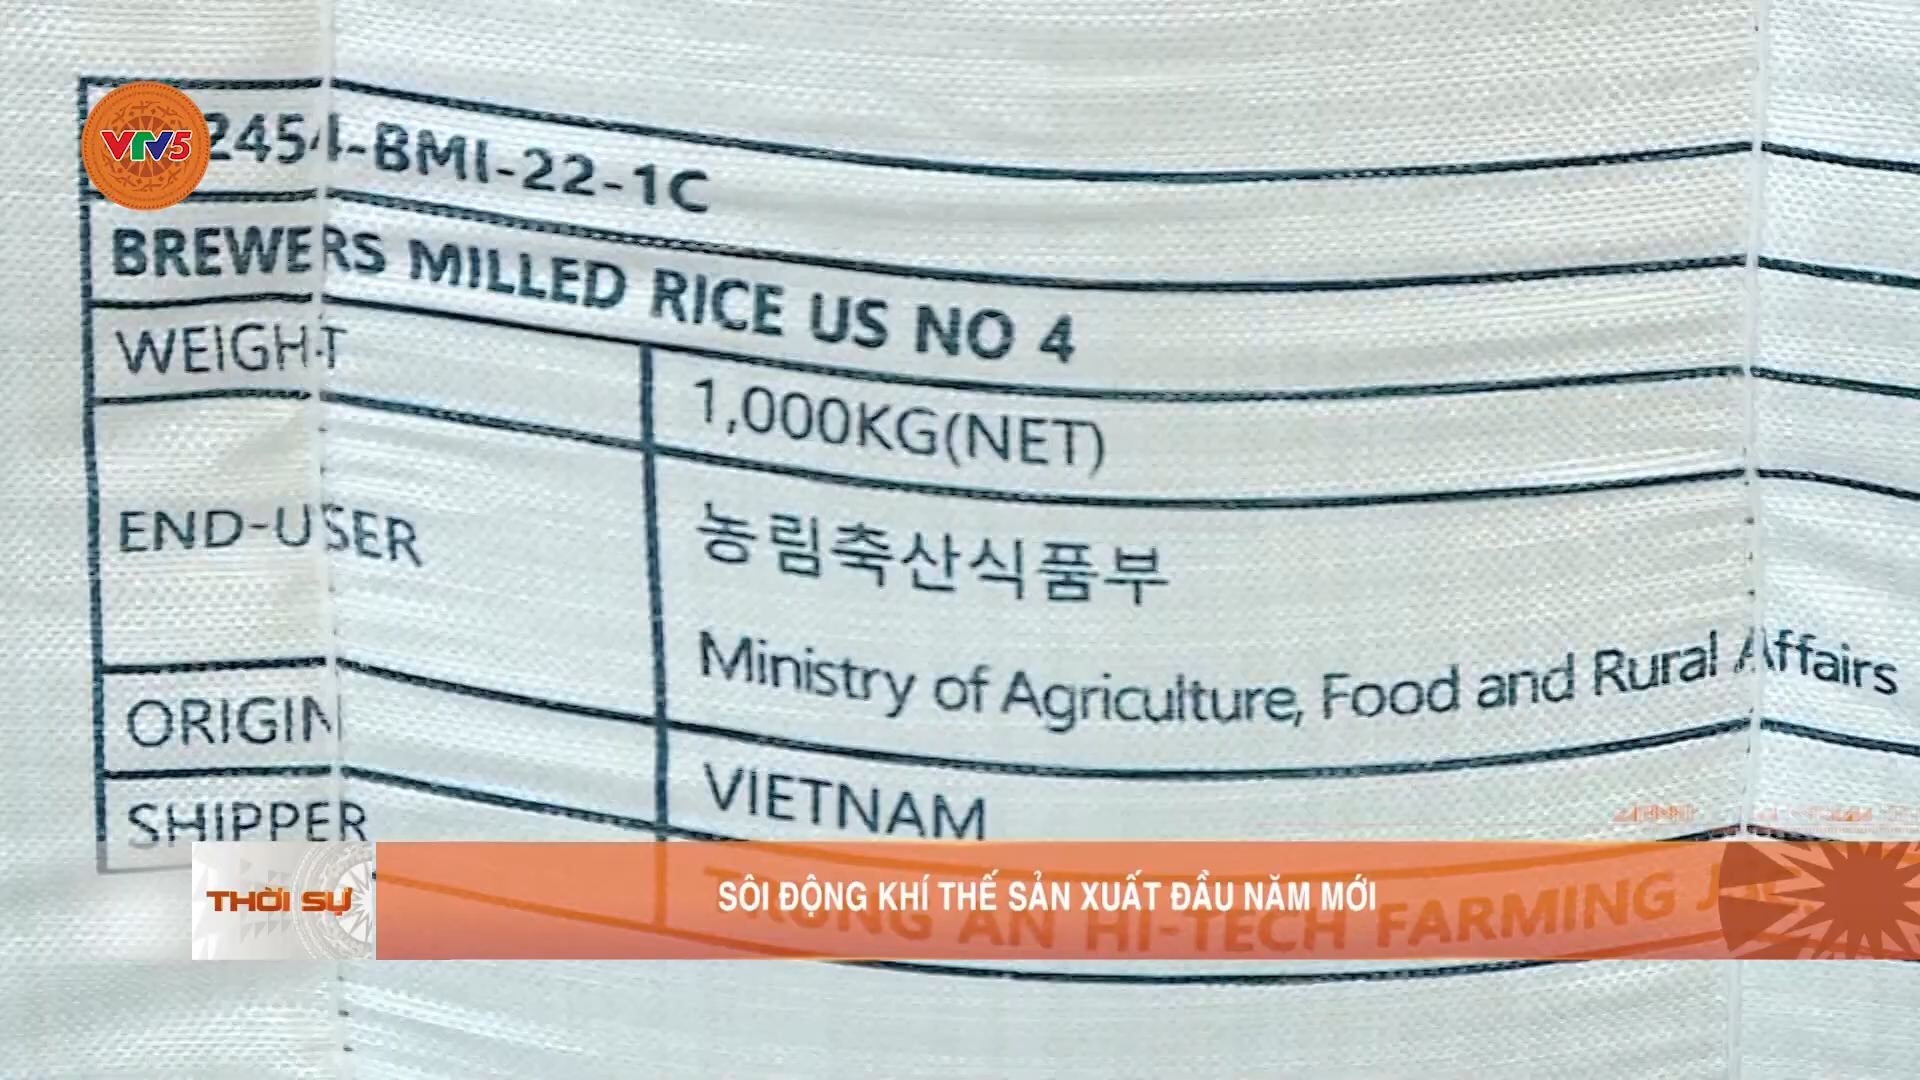 VTV5
2454-BMI-22-1C
BREWERS MILLED RICE US NO 4
WEIGHT
1,000KG(NET)
END-USER
농림축산식품부
Ministry of Agriculture, Food and Rural Affairs
ORIGIN
VIETNAM
SHIPPER
AN HI-TECH FARMING
THỜI SỰ
SÔI ĐỘNG KHÍ THẾ SẢN XUẤT ĐẦU NĂM MỚI